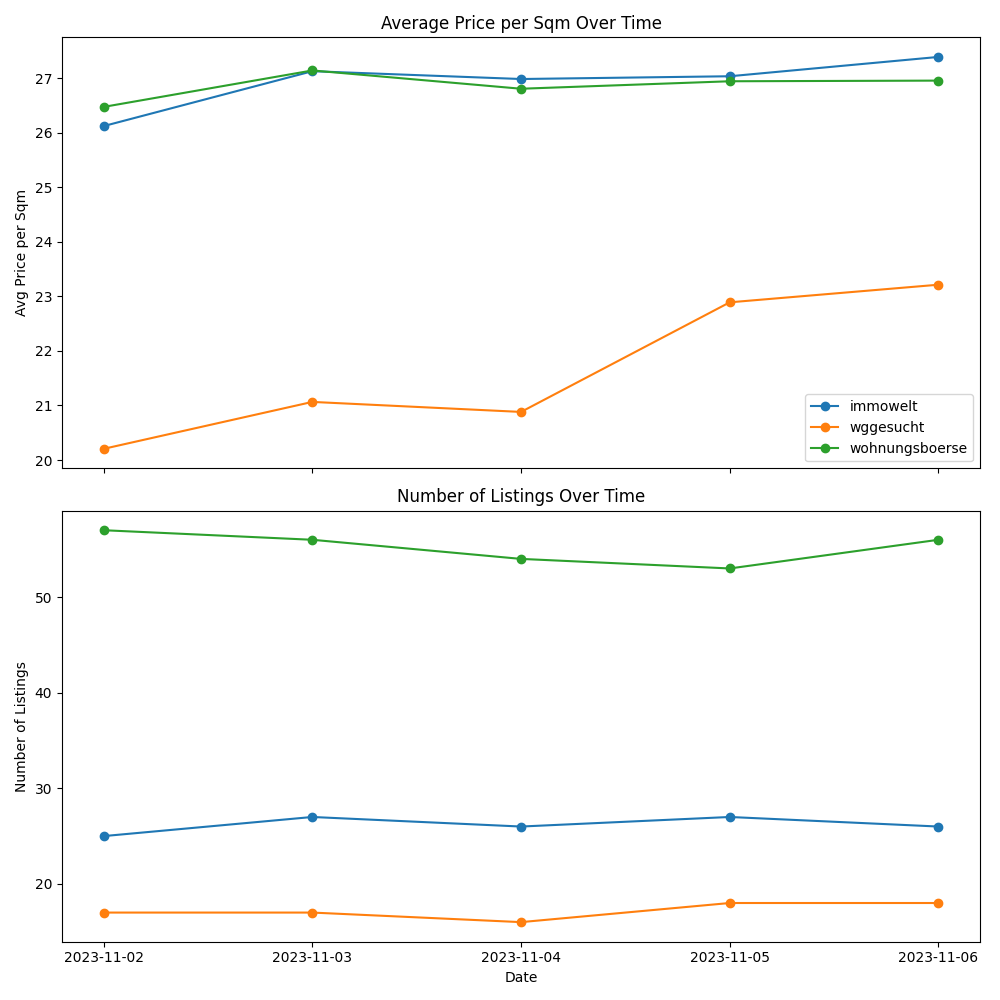 Average Price per Sqm Over Time
Avg Price per Sqm
27
26
25
24
23
22
21
20
immowelt
wggesucht
wohnungsboerse
Number of Listings Over Time
Number of Listings
50
40
30
20
2023-11-02
2023-11-03
2023-11-04
2023-11-05
2023-11-06
Date